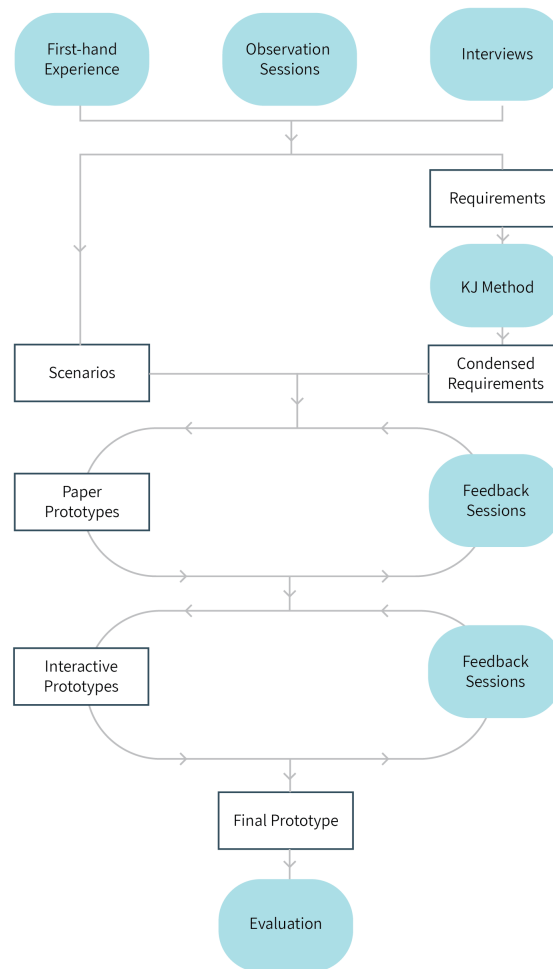 First-hand
Experience
Observation
Sessions
Interviews
Requirements
KJ Method
Scenarios
Condensed
Requirements
Paper
Prototypes
Feedback
Sessions
Interactive
Prototypes
Feedback
Sessions
Final Prototype
Evaluation